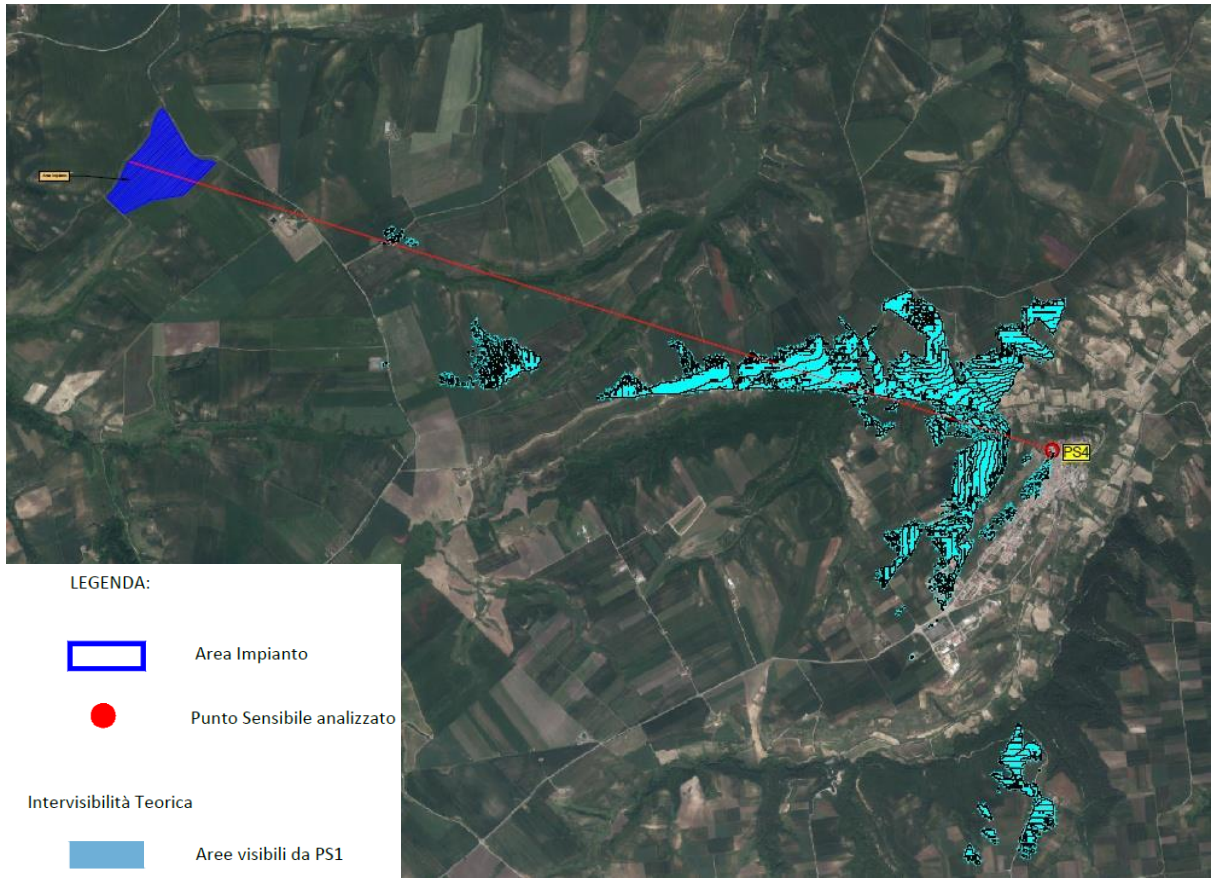 PS4
LEGENDA:
Area Impianto
Punto Sensibile analizzato
Intervisibilità Teorica
Aree visibili da PS1